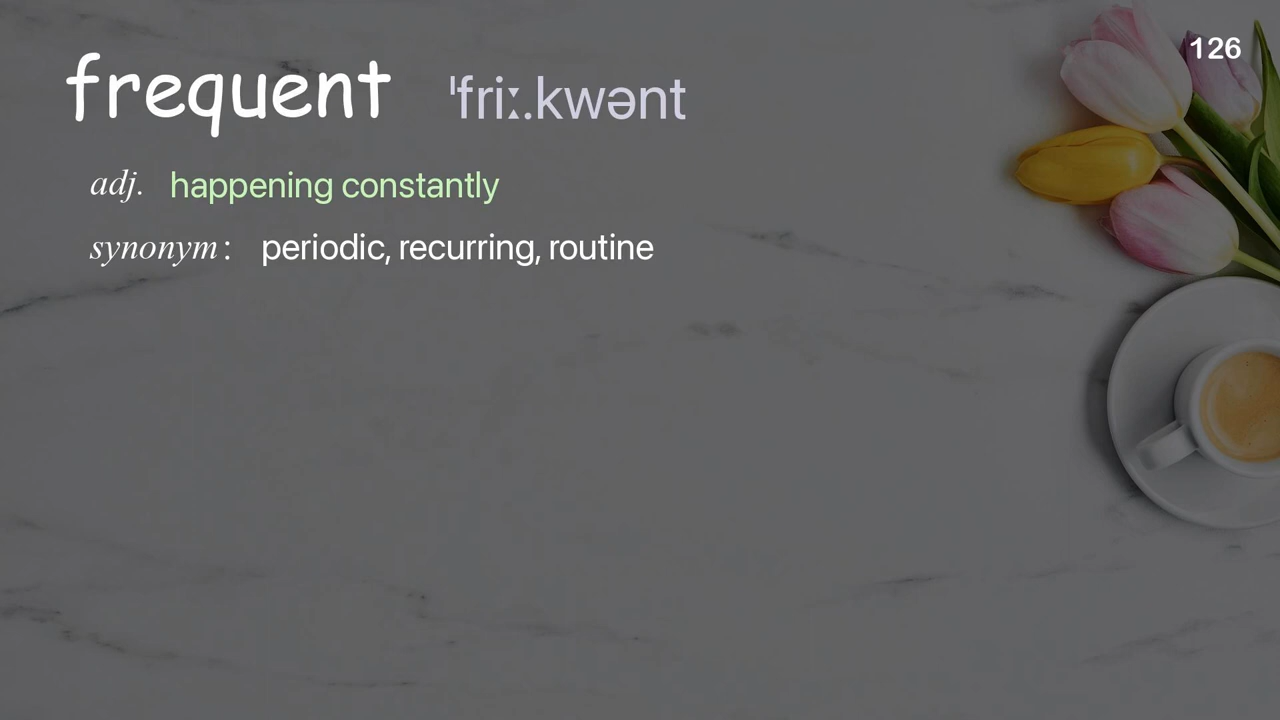 126
frequent ˈfriː.kwənt
adj. happening constantly
synonym: periodic, recurring, routine